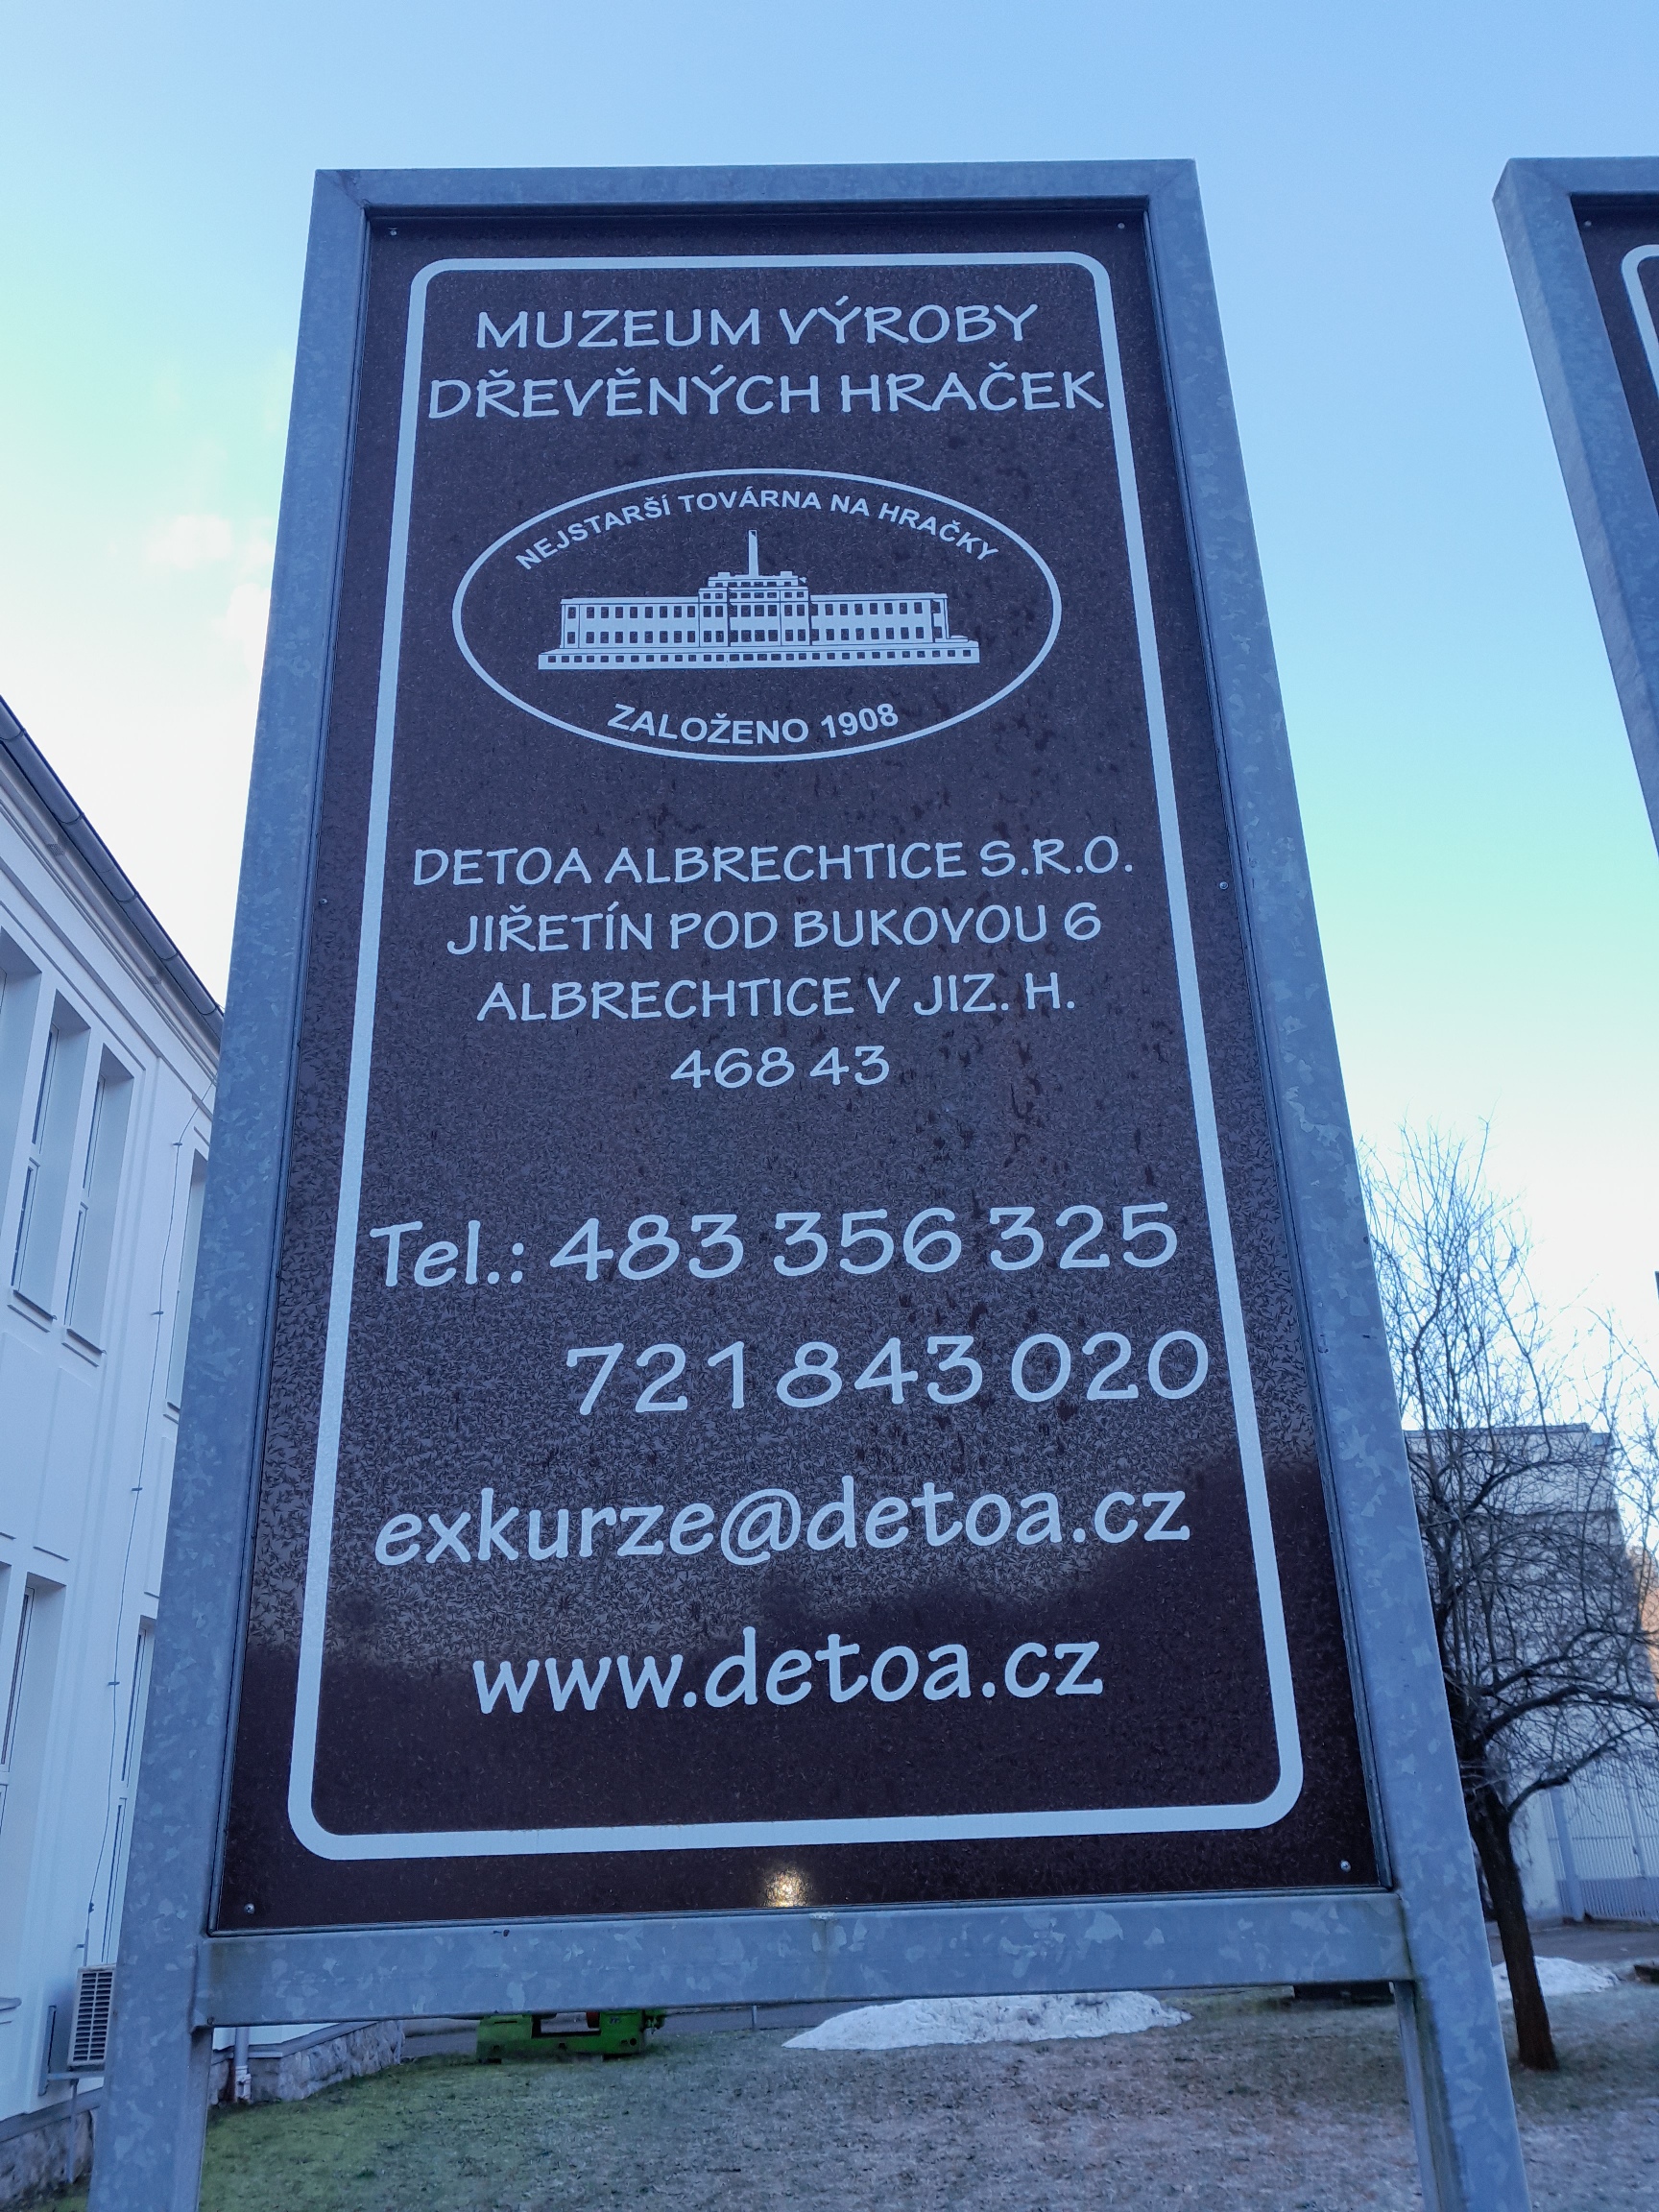 MUZEUM VÝROBY
DŘEVĚNÝCH HRAČEK
NEJSTARŠÍ TOVÁRNA NA HRAČKY
ZALOŽENO 1908
DETOA ALBRECHTICE S.R.O.
JIŘETÍN POD BUKOVOU 6
ALBRECHTICE V JIZ. H.
468 43
Tel.: 483 356 325
721 843 020
exkurze@detoa.cz
www.detoa.cz